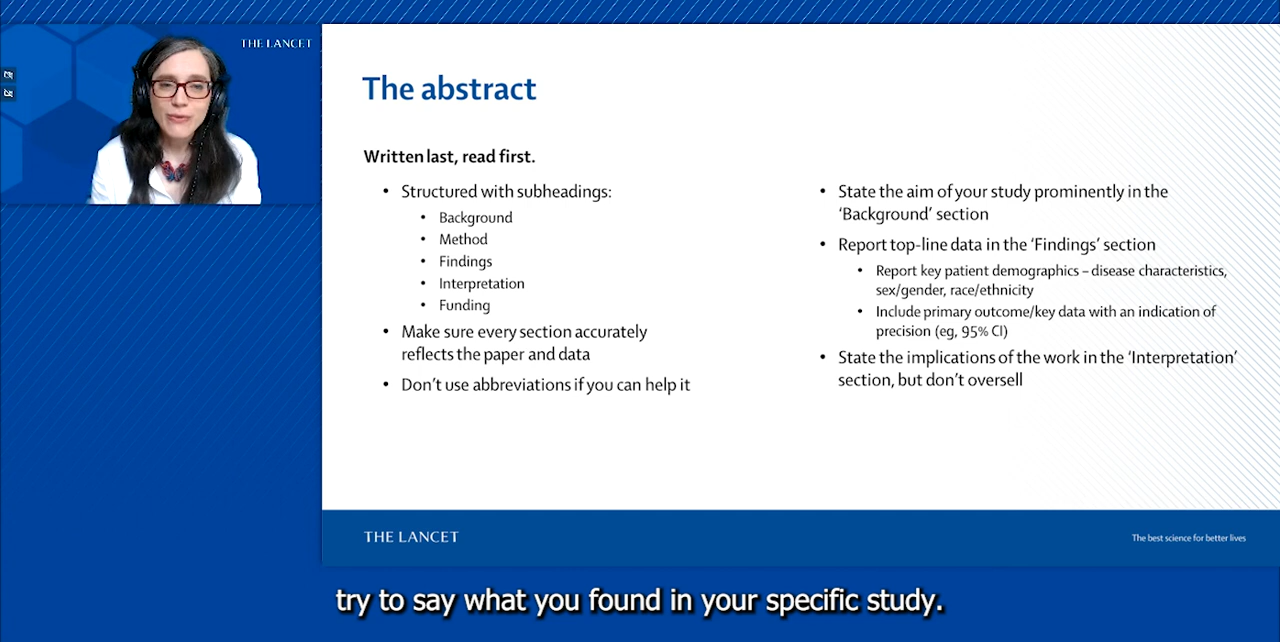 THE LANCET
The abstract
Written last, read first.
• Structured with subheadings:
• Background
• Method
• Findings
• Interpretation
• Funding
• Make sure every section accurately
reflects the paper and data
• Don't use abbreviations if you can help it
• State the aim of your study prominently in the
'Background' section
• Report top-line data in the 'Findings' section
• Report key patient demographics – disease characteristics,
sex/gender, race/ethnicity
• Include primary outcome/key data with an indication of
precision (eg, 95% CI)
• State the implications of the work in the 'Interpretation'
section, but don't oversell
THE LANCET
The best science for better lives
try to say what you found in your specific study.